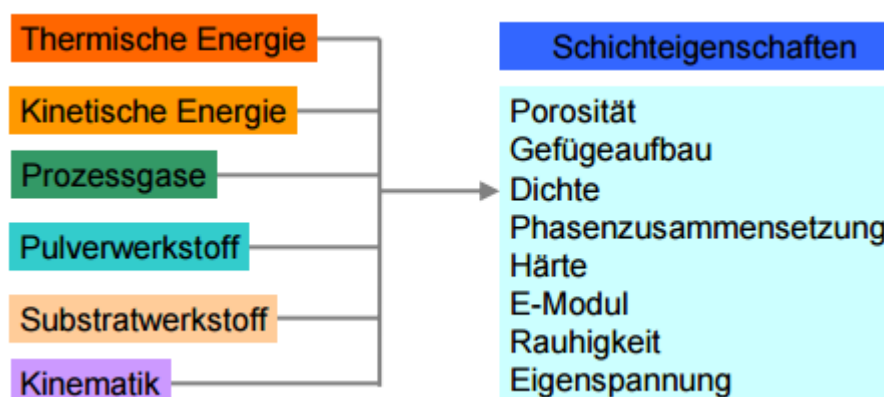 Thermische Energie
Kinetische Energie
Prozessgase
Pulverwerkstoff
Substratwerkstoff
Kinematik
Schichteigenschaften
Porosität
Gefügeaufbau
Dichte
Phasenzusammensetzung
Härte
E-Modul
Rauhigkeit
Eigenspannung